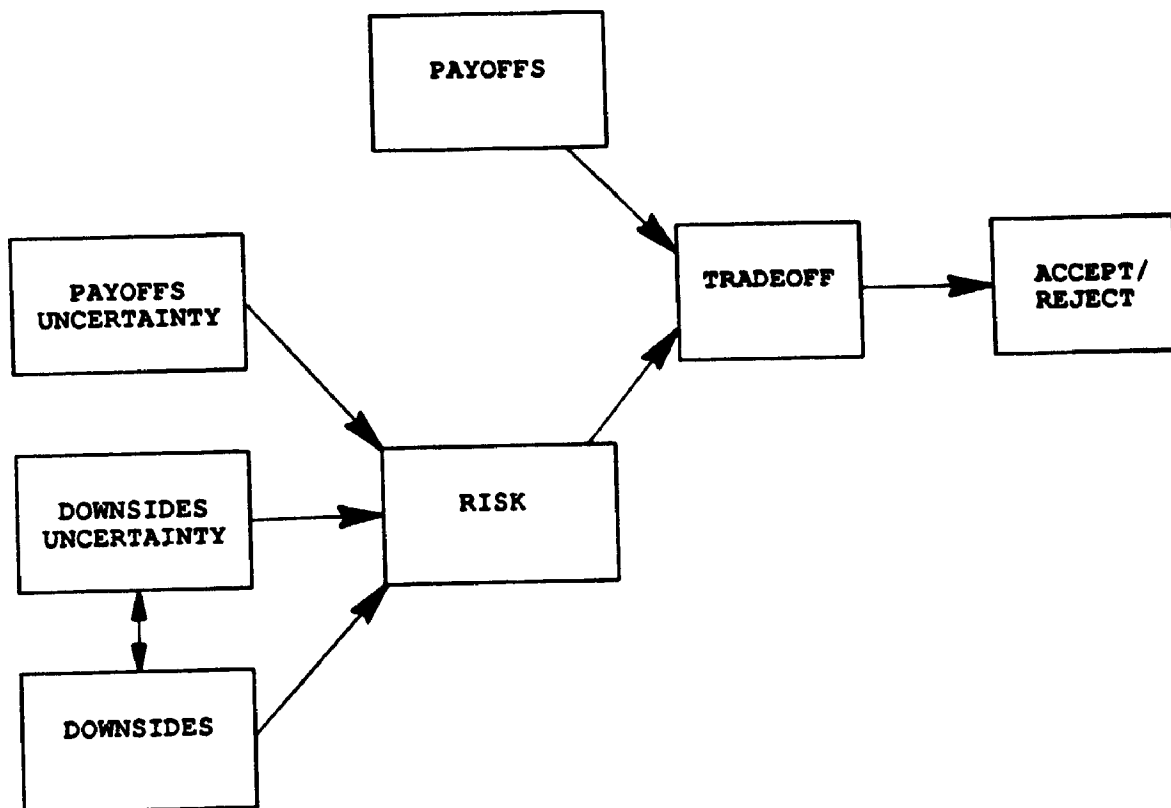 PAYOFFS
PAYOFFS
UNCERTAINTY
TRADEOFF
ACCEPT/
REJECT
DOWNSIDES
UNCERTAINTY
RISK
DOWNSIDES